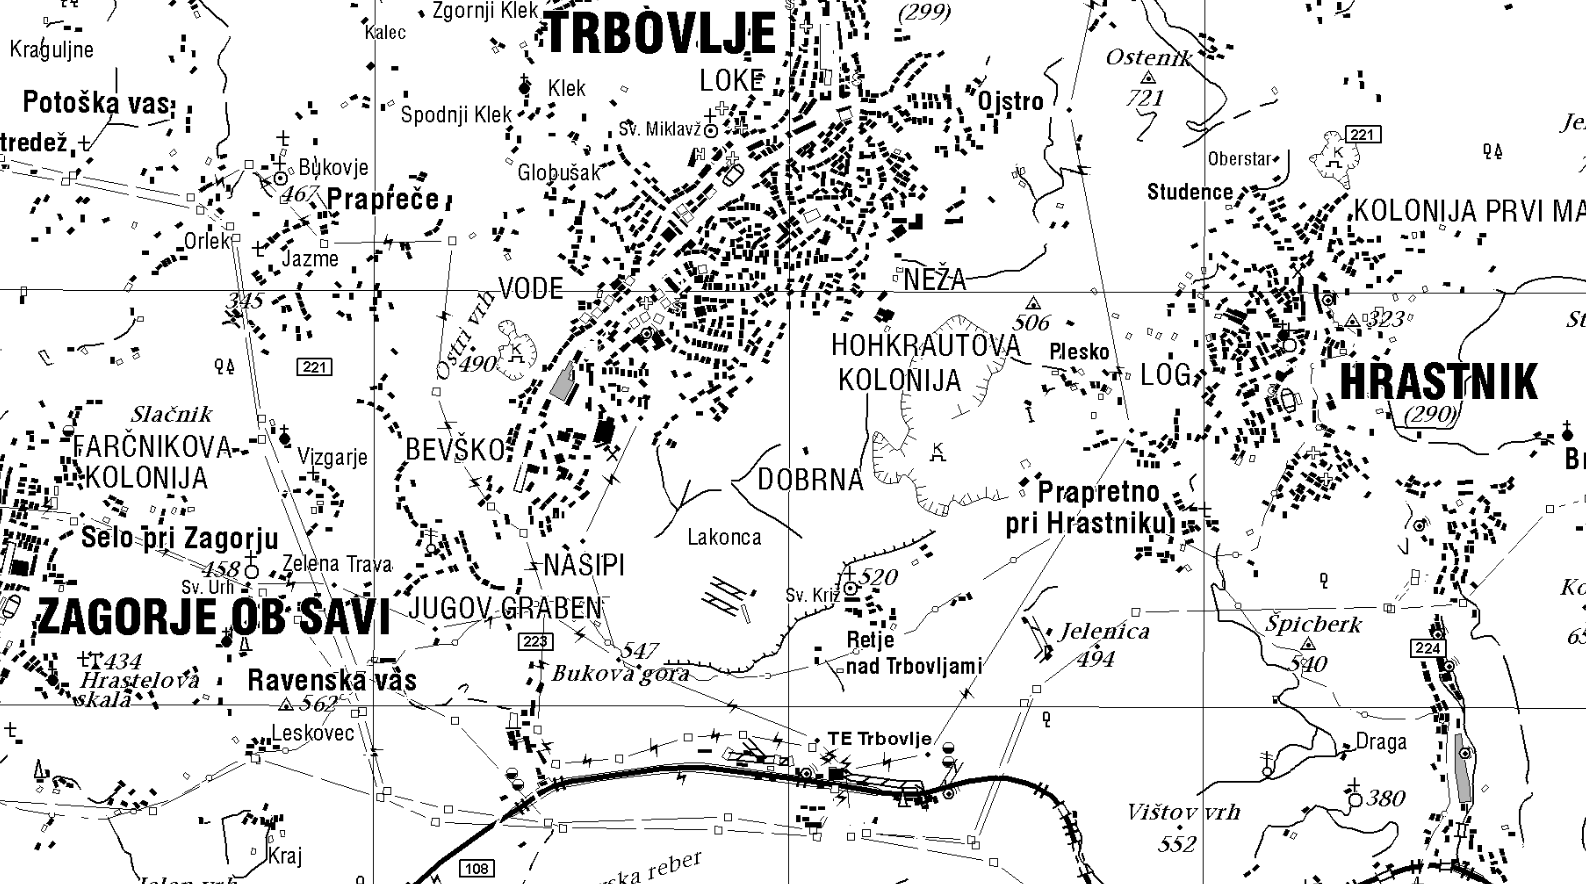 Zgornji Klek
TRBOVLJE
(299)
Kalec
Kraguljne
Ostenik
LOKE
Klek
721
Potoška vas
Ojstro
Spodnji Klek
Sv. Miklavž
221
tredež
Oberstar
K
Bukovje
Globušak
467
Prapreče
Studence
KOLONIJA PRVI MA
Orlek
Jazme
NEŽA
VODE
345
Ostri vrh
490
506
323
HOHKRAUTOVA
KOLONIJA
Plesko
K
221
LOG
HRASTNIK
(290)
Slačnik
FARČNIKOVA
KOLONIJA
Vizgarje
BEVŠKO
K
DOBRNA
Prapretno
pri Hrastniku
Selo pri Zagorju
Lakonca
458
Zelena Trava
NASIPI
Sv. Urh
520
Sv. Križ
ZAGORJE OB SAVI
JUGOV GRABEN
Špicberk
540
Jelenica
494
223
Retje
nad Trbovljami
547
Bukova gora
224
434
Hrastelova
skala
Ravenska vas
562
Leskovec
TE Trbovlje
Draga
380
Vištov vrh
552
Kraj
108
Jelen vrh
ska reber